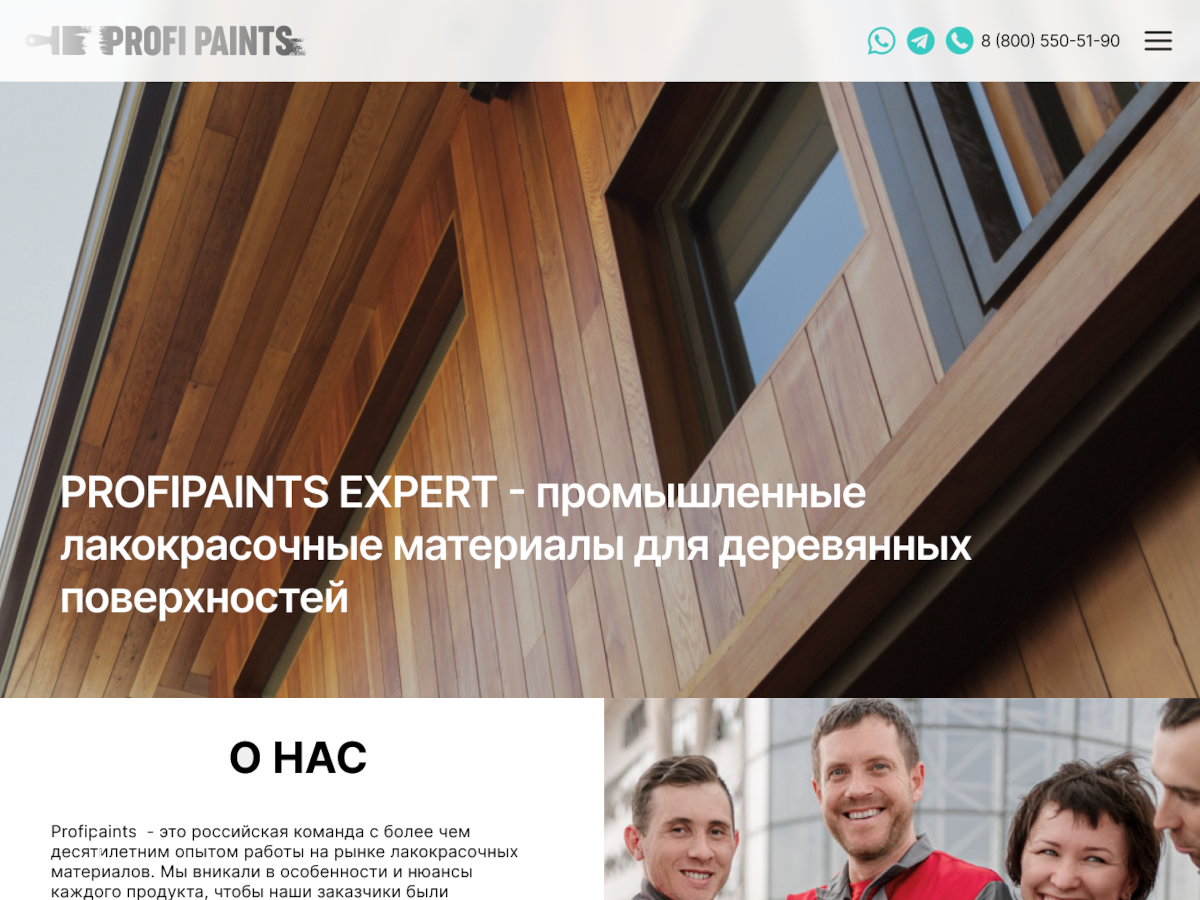 PROFI PAINTS
8 (800) 550-51-90
PROFIPAINTS EXPERT - промышленные
лакокрасочные материалы для деревянных
поверхностей
О НАС
Profipaints - это российская команда с более чем
десятилетним опытом работы на рынке лакокрасочных
материалов. Мы вникали в особенности и нюансы
каждого продукта, чтобы наши заказчики были